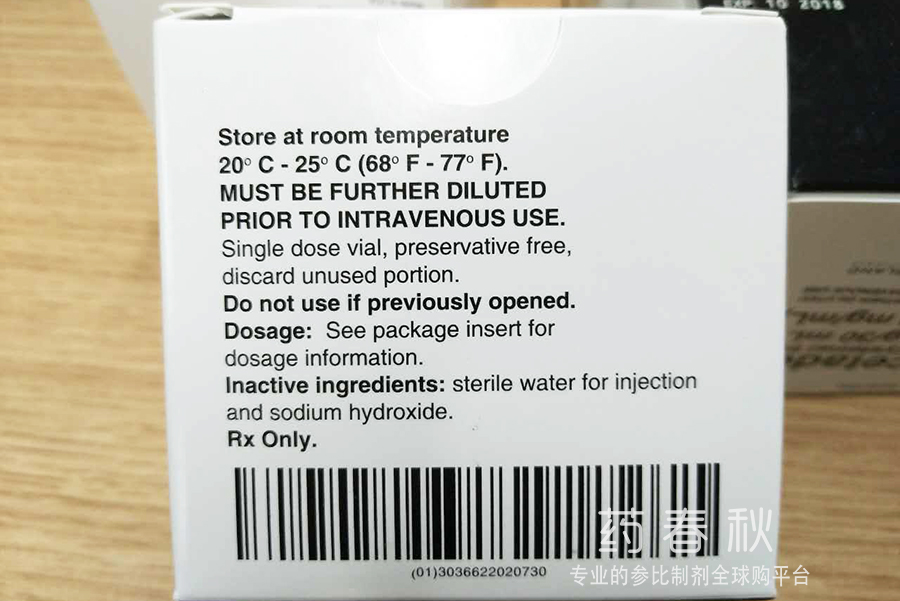 EXP. 10 2018
Store at room temperature
20° C - 25° C (68° F - 77° F).
MUST BE FURTHER DILUTED
PRIOR TO INTRAVENOUS USE.
Single dose vial, preservative free,
discard unused portion.
Do not use if previously opened.
Dosage: See package insert for
dosage information.
Inactive ingredients: sterile water for injection
and sodium hydroxide.
Rx Only.
(01)3036622020730
药春秋
专业的参比制剂全球购平台